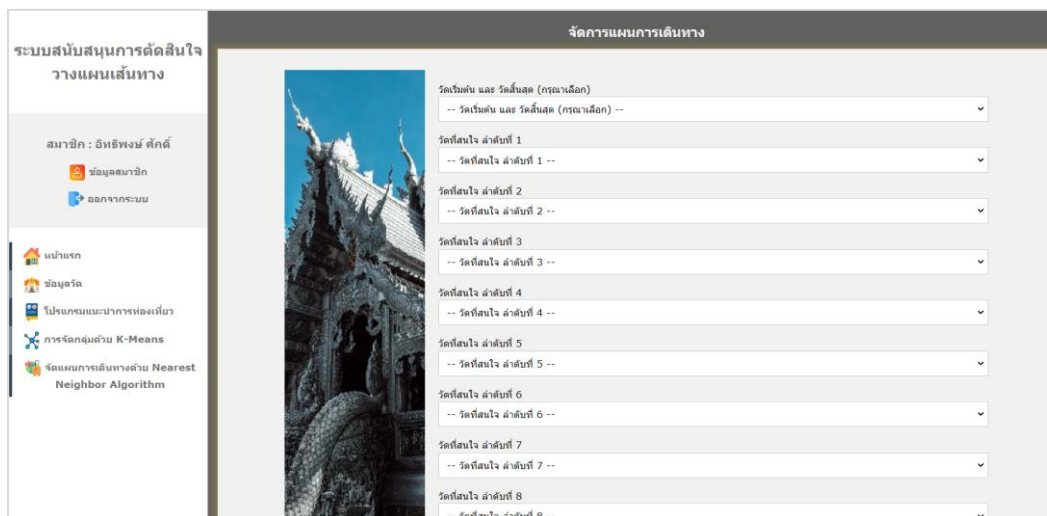 ระบบสนับสนุนการตัดสินใจ
วางแผนเส้นทาง
สมาชิก : อิทธิพงษ์ ศักดิ์
ข้อมูลสมาชิก
ออกจากระบบ
หน้าแรก
ข้อมูลวัด
โปรแกรมแนะนำการท่องเที่ยว
การจัดกลุ่มด้วย K-Means
จัดแผนการเดินทางด้วย Nearest
Neighbor Algorithm
จัดการแผนการเดินทาง
วัดเริ่มต้น และ วัดสิ้นสุด (กรุณาเลือก)
-- วัดเริ่มต้น และ วัดสิ้นสุด (กรุณาเลือก) --
วัดที่สนใจ ลำดับที่ 1
-- วัดที่สนใจ ลำดับที่ 1 --
วัดที่สนใจ ลำดับที่ 2
-- วัดที่สนใจ ลำดับที่ 2 --
วัดที่สนใจ ลำดับที่ 3
-- วัดที่สนใจ ลำดับที่ 3 --
วัดที่สนใจ ลำดับที่ 4
-- วัดที่สนใจ ลำดับที่ 4 --
วัดที่สนใจ ลำดับที่ 5
-- วัดที่สนใจ ลำดับที่ 5 --
วัดที่สนใจ ลำดับที่ 6
-- วัดที่สนใจ ลำดับที่ 6 --
วัดที่สนใจ ลำดับที่ 7
-- วัดที่สนใจ ลำดับที่ 7 --
วัดที่สนใจ ลำดับที่ 8
-- วัดที่สนใจ ลำดับที่ 8 --